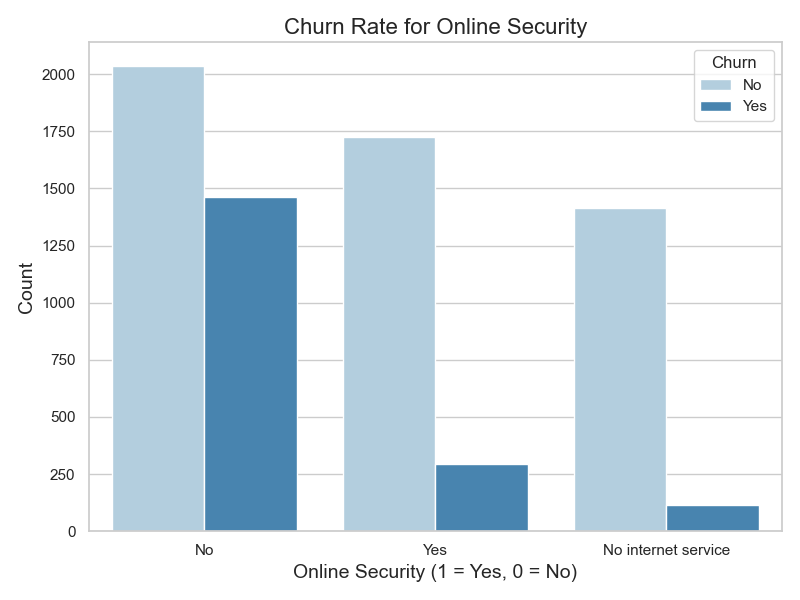 Churn Rate for Online Security
Churn
No
Yes
2000
1750
1500
1250
1000
750
500
250
0
Count
No
Yes
No internet service
Online Security (1 = Yes, 0 = No)